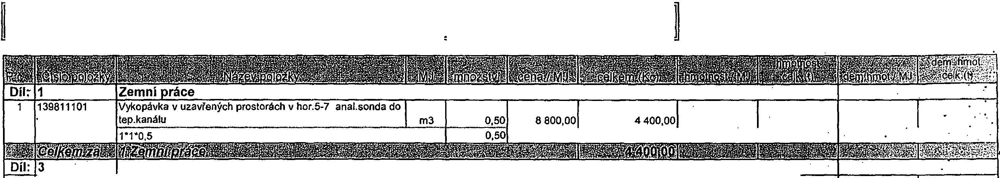 P.č. Číslo položky Název položky MJ množství cena / MJ celkem (Kč) hmotnost / MJ hmotnost celk.(t) dem.hmot / MJ dem. hmot celk.(t)
Díl: 1 Zemní práce
1 139811101 Vykopávka v uzavřených prostorách v hor.5-7 anal.sonda do
tep.kanálu m3 0,50 8 800,00 4 400,00
1*1*0,5 0,50
Celkem za 1 Zemní práce 4 400,00
Díl: 3